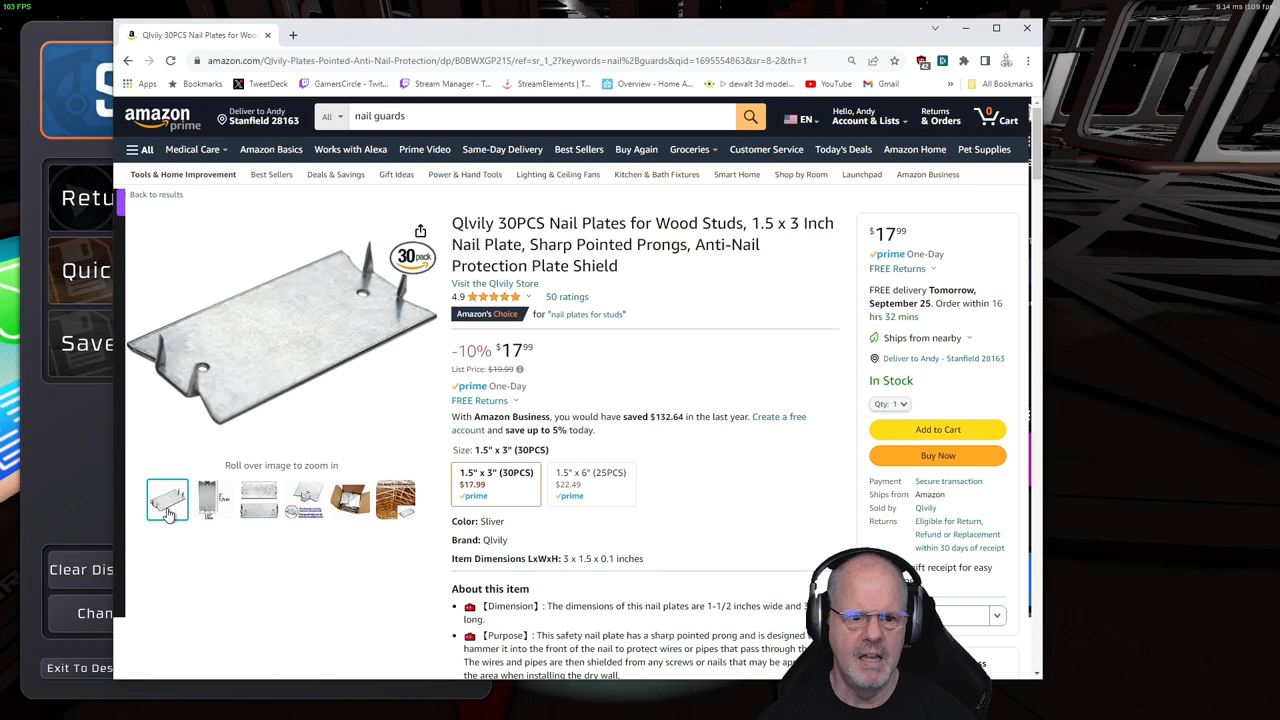 103 FPS
9.14 ms (109 fps)
Qlvily 30PCS Nail Plates for Woo
amazon.com/Qlvily-Plates-Pointed-Anti-Nail-Protection/dp/B0BWXGP21S/ref=sr_1_2?keywords=nail%2Bguards&qid=1695554863&sr=8-2&th=1
Apps
Bookmarks
TweetDeck
GamersCircle - Twit...
Stream Manager - T...
StreamElements | T...
Overview - Home A...
dewalt 3d model...
YouTube
Gmail
»
All Bookmarks
42
amazon
prime
Deliver to Andy
Stanfield 28163
All
nail guards
EN
Hello, Andy
Account & Lists
Returns
& Orders
0
Cart
All
Medical Care
Amazon Basics
Works with Alexa
Prime Video
Same-Day Delivery
Best Sellers
Buy Again
Groceries
Customer Service
Today's Deals
Amazon Home
Pet Supplies
Tools & Home Improvement
Best Sellers
Deals & Savings
Gift Ideas
Power & Hand Tools
Lighting & Ceiling Fans
Kitchen & Bath Fixtures
Smart Home
Shop by Room
Launchpad
Amazon Business
Back to results
S
Retu
Quic
Save
Clear Dis
Chan
Exit To Des
30 pack
Roll over image to zoom in
Qlvily 30PCS Nail Plates for Wood Studs, 1.5 x 3 Inch
Nail Plate, Sharp Pointed Prongs, Anti-Nail
Protection Plate Shield
Visit the Qlvily Store
4.9
50 ratings
Amazon's Choice for "nail plates for studs"
-10% $17 99
List Price: $19.99
prime One-Day
FREE Returns
With Amazon Business, you would have saved $132.64 in the last year. Create a free
account and save up to 5% today.
Size: 1.5" x 3" (30PCS)
1.5" x 3" (30PCS)
$17.99
prime
1.5" x 6" (25PCS)
$22.49
prime
Color: Sliver
Brand: Qlvily
Item Dimensions LxWxH: 3 x 1.5 x 0.1 inches
About this item
【Dimension】: The dimensions of this nail plates are 1-1/2 inches wide and 3
long.
【Purpose】: This safety nail plate has a sharp pointed prong and is designed
hammer it into the front of the nail to protect wires or pipes that pass through th
The wires and pipes are then shielded from any screws or nails that may be ap
the area when installing the dry wall.
$17 99
prime One-Day
FREE Returns
FREE delivery Tomorrow,
September 25. Order within 16
hrs 32 mins
Ships from nearby
Deliver to Andy - Stanfield 28163
In Stock
Qty: 1
Add to Cart
Buy Now
Payment Secure transaction
Ships from Amazon
Sold by Qlvily
Returns Eligible for Return,
Refund or Replacement
within 30 days of receipt
ift receipt for easy